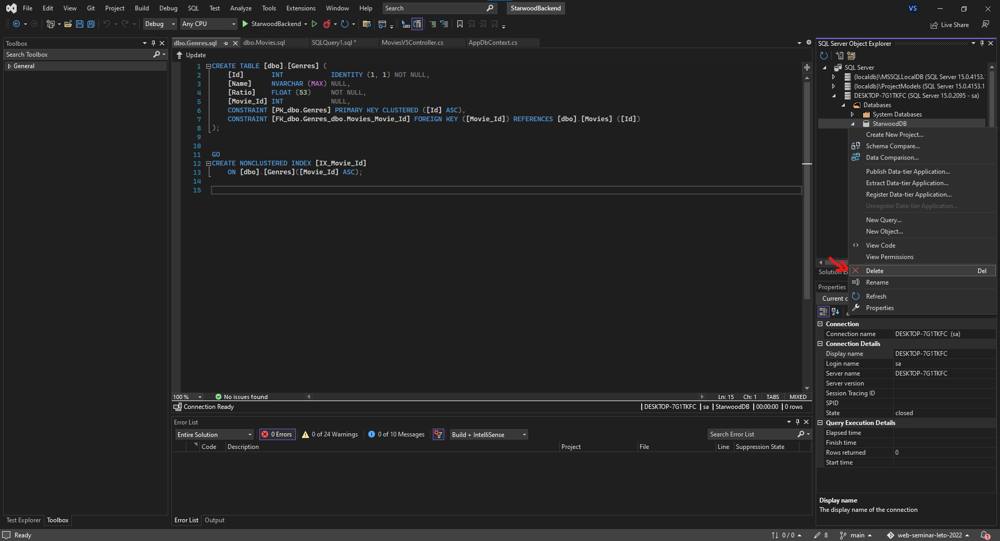 File Edit View Git Project Build Debug SQL Test Analyze Tools Extensions Window Help Search StarwoodBackend VS
Debug Any CPU StarwoodBackend Live Share
Toolbox
Search Toolbox
General
dbo.Genres.sql dbo.Movies.sql SQLQuery1.sql * MoviesV5Controller.cs AppDbContext.cs
Update
1 CREATE TABLE [dbo].[Genres] (
2 [Id] INT IDENTITY (1, 1) NOT NULL,
3 [Name] NVARCHAR (MAX) NULL,
4 [Ratio] FLOAT (53) NOT NULL,
5 [Movie_Id] INT NULL,
6 CONSTRAINT [PK_dbo.Genres] PRIMARY KEY CLUSTERED ([Id] ASC),
7 CONSTRAINT [FK_dbo.Genres_dbo.Movies_Movie_Id] FOREIGN KEY ([Movie_Id]) REFERENCES [dbo].[Movies] ([Id])
8 );
9
10
11 GO
12 CREATE NONCLUSTERED INDEX [IX_Movie_Id]
13 ON [dbo].[Genres]([Movie_Id] ASC);
14
15
100 % No issues found Ln: 15 Ch: 1 TABS MIXED
Connection Ready DESKTOP-7G1TKFC sa StarwoodDB 00:00:00 0 rows
Error List
Entire Solution 0 Errors 0 of 24 Warnings 0 of 10 Messages Build + IntelliSense Search Error List
Code Description Project File Line Suppression State
Test Explorer Toolbox
Error List Output
SQL Server Object Explorer
SQL Server
(localdb)\MSSQLLocalDB (SQL Server 15.0.4153.
(localdb)\ProjectModels (SQL Server 15.0.4153.1
DESKTOP-7G1TKFC (SQL Server 15.0.2095 - sa)
Databases
System Databases
StarwoodDB
Create New Project...
Schema Compare...
Data Comparison...
Publish Data-tier Application...
Extract Data-tier Application...
Register Data-tier Application...
Unregister Data-tier Application...
New Query...
New Object...
View Code
View Permissions
Delete Del
Rename
Refresh
Properties
Solution Ex
Properties
Current c
Connection
Connection name DESKTOP-7G1TKFC (sa)
Connection Details
Display name DESKTOP-7G1TKFC
Login name sa
Server name DESKTOP-7G1TKFC
Server version
Session Tracing ID
SPID
State closed
Query Execution Details
Elapsed time
Finish time
Rows returned 0
Start time
Display name
The display name of the connection
Ready 0 / 0 8 main web-seminar-leto-2022 1